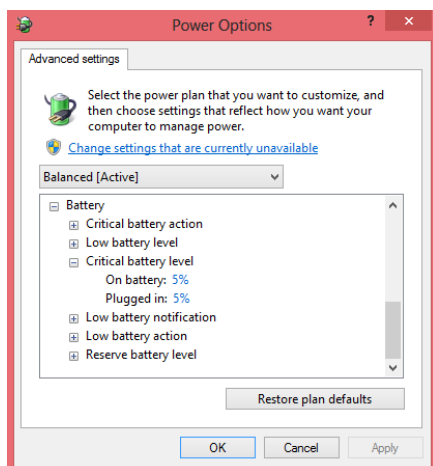 Power Options
Advanced settings
Select the power plan that you want to customize, and
then choose settings that reflect how you want your
computer to manage power.
Change settings that are currently unavailable
Balanced [Active]
Battery
Critical battery action
Low battery level
Critical battery level
On battery: 5%
Plugged in: 5%
Low battery notification
Low battery action
Reserve battery level
Restore plan defaults
OK Cancel Apply